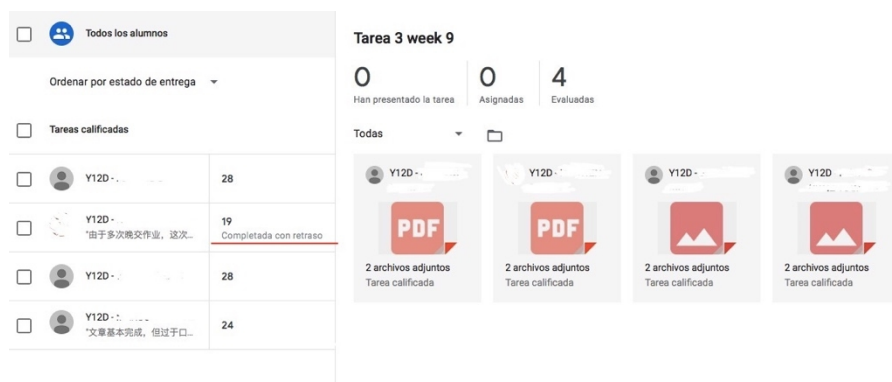 Todos los alumnos
Ordenar por estado de entrega
Tareas calificadas
Y12D -
28
Y12D -
"由于多次晚交作业，这次...
19
Completada con retraso
Y12D -
28
Y12D -
"文章基本完成，但过于口...
24
Tarea 3 week 9
0
Han presentado la tarea
0
Asignadas
4
Evaluadas
Todas
Y12D -
PDF
2 archivos adjuntos
Tarea calificada
Y12D -
PDF
2 archivos adjuntos
Tarea calificada
Y12D -
2 archivos adjuntos
Tarea calificada
Y12D
2 archivos adjuntos
Tarea calificada